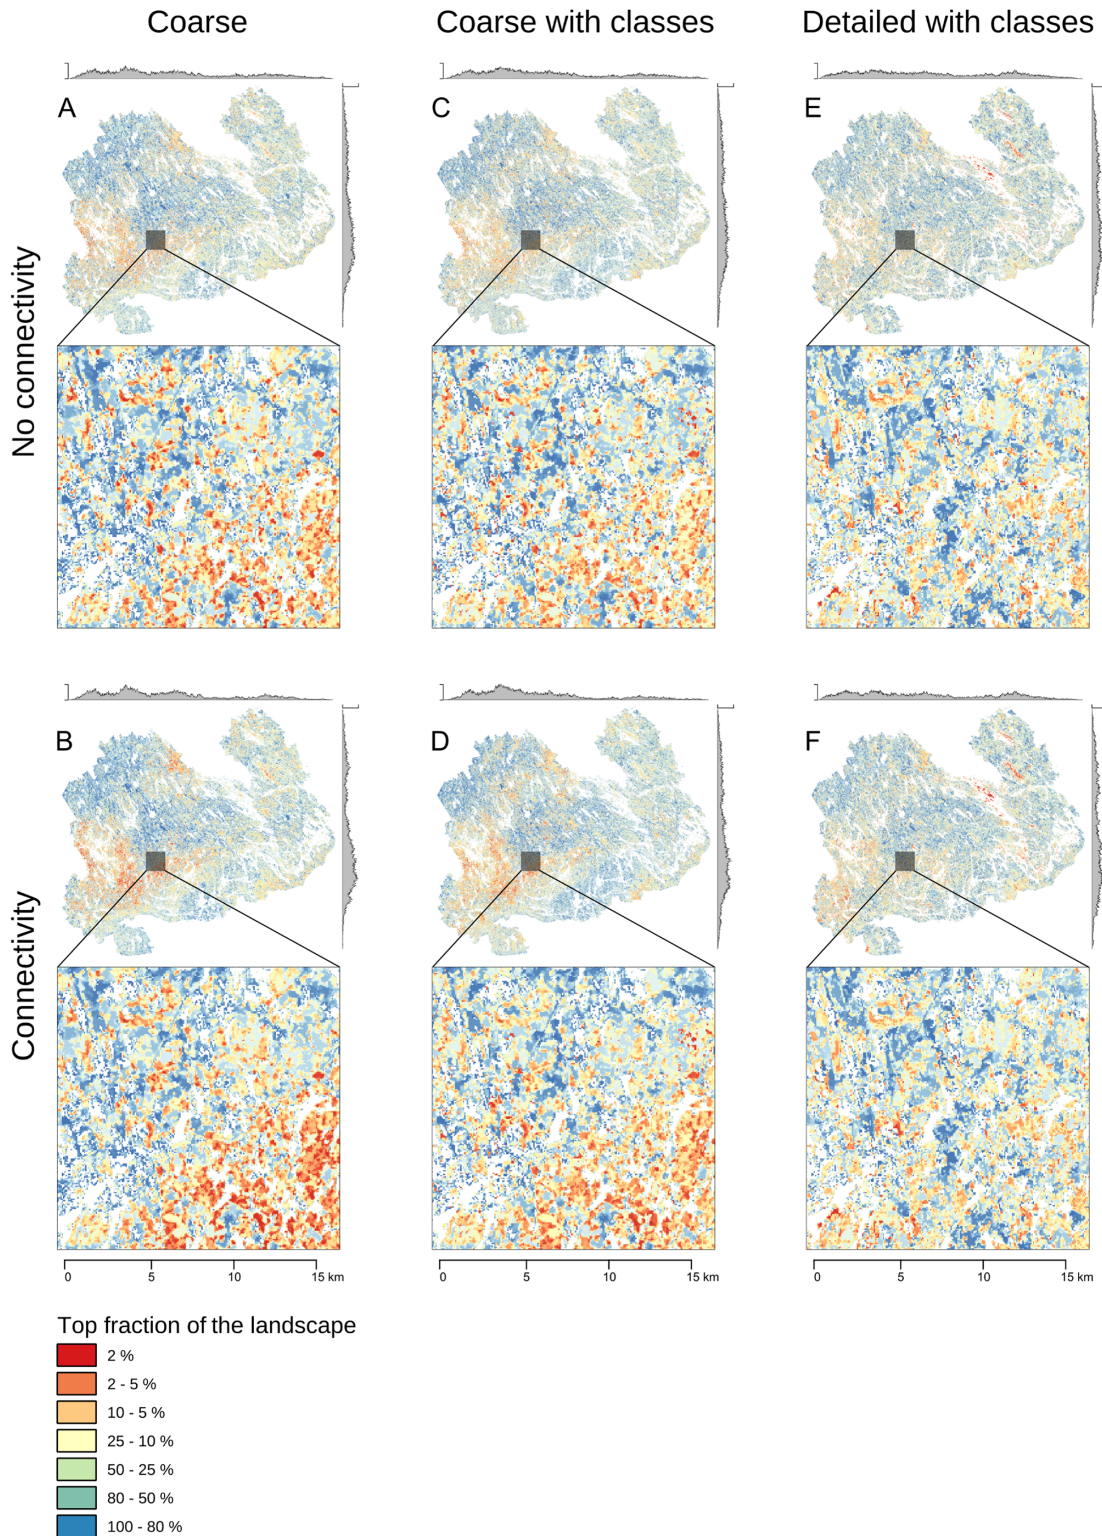 Coarse
Coarse with classes
Detailed with classes
No connectivity
A
C
E
Connectivity
B
D
F
0 5 10 15 km
0 5 10 15 km
0 5 10 15 km
Top fraction of the landscape
2 %
2 - 5 %
10 - 5 %
25 - 10 %
50 - 25 %
80 - 50 %
100 - 80 %